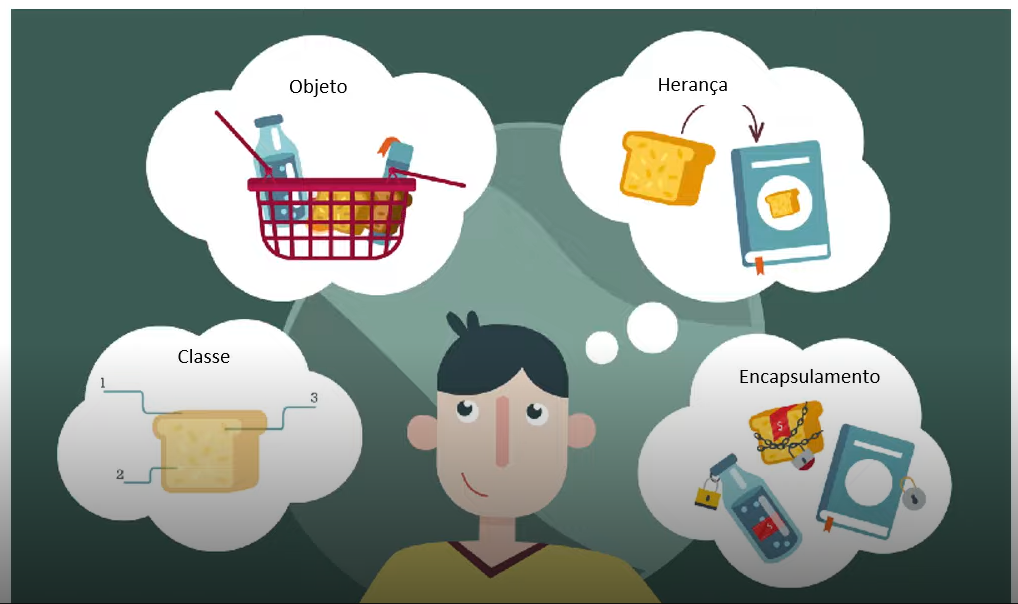 Objeto
Herança
Classe
1
3
2
Encapsulamento
$
$